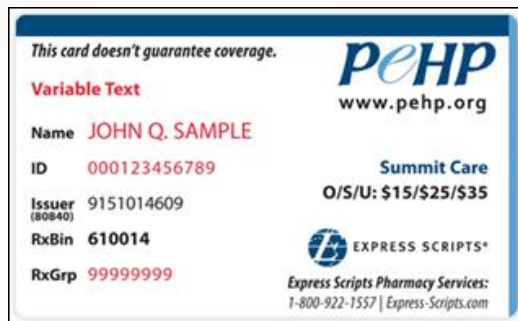 This card doesn't guarantee coverage.
PeHP
www.pehp.org
Variable Text
Name JOHN Q. SAMPLE
ID 000123456789
Summit Care
O/S/U: $15/$25/$35
Issuer 9151014609
(80840)
RxBin 610014
EXPRESS SCRIPTS®
RxGrp 99999999
Express Scripts Pharmacy Services:
1-800-922-1557 | Express-Scripts.com